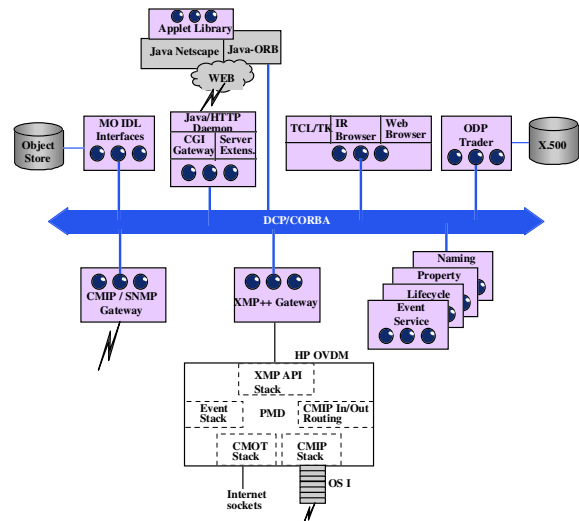 Applet Library
Java Netscape
Java-ORB
WEB
Object
Store
MO IDL
Interfaces
Java/HTTP
Daemon
CGI
Gateway
Server
Extens.
TCL/TK
IR
Browser
Web
Browser
ODP
Trader
X.500
DCP/CORBA
CMIP / SNMP
Gateway
XMP++ Gateway
Naming
Property
Lifecycle
Event
Service
HP OVDM
XMP API
Stack
Event
Stack
PMD
CMIP In/Out
Routing
CMOT
Stack
CMIP
Stack
OS I
Internet
sockets